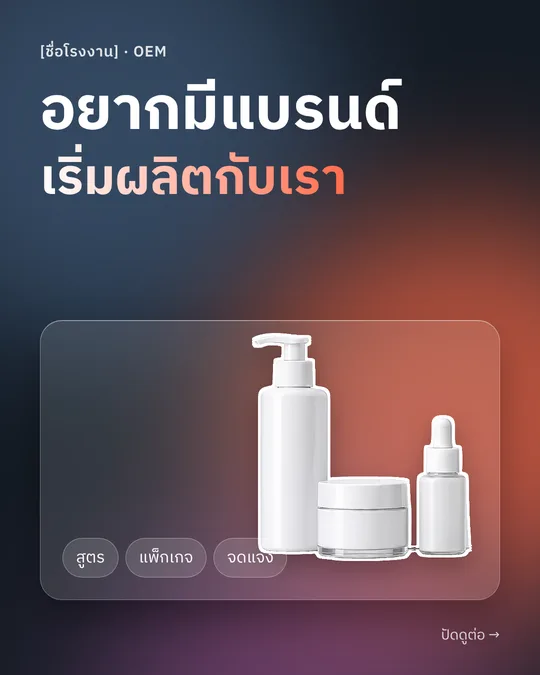 [ชื่อโรงงาน] · OEM
อยากมีแบรนด์
เริ่มผลิตกับเรา
สูตร
แพ็กเกจ
จดแจ้ง
ปัดดูต่อ →